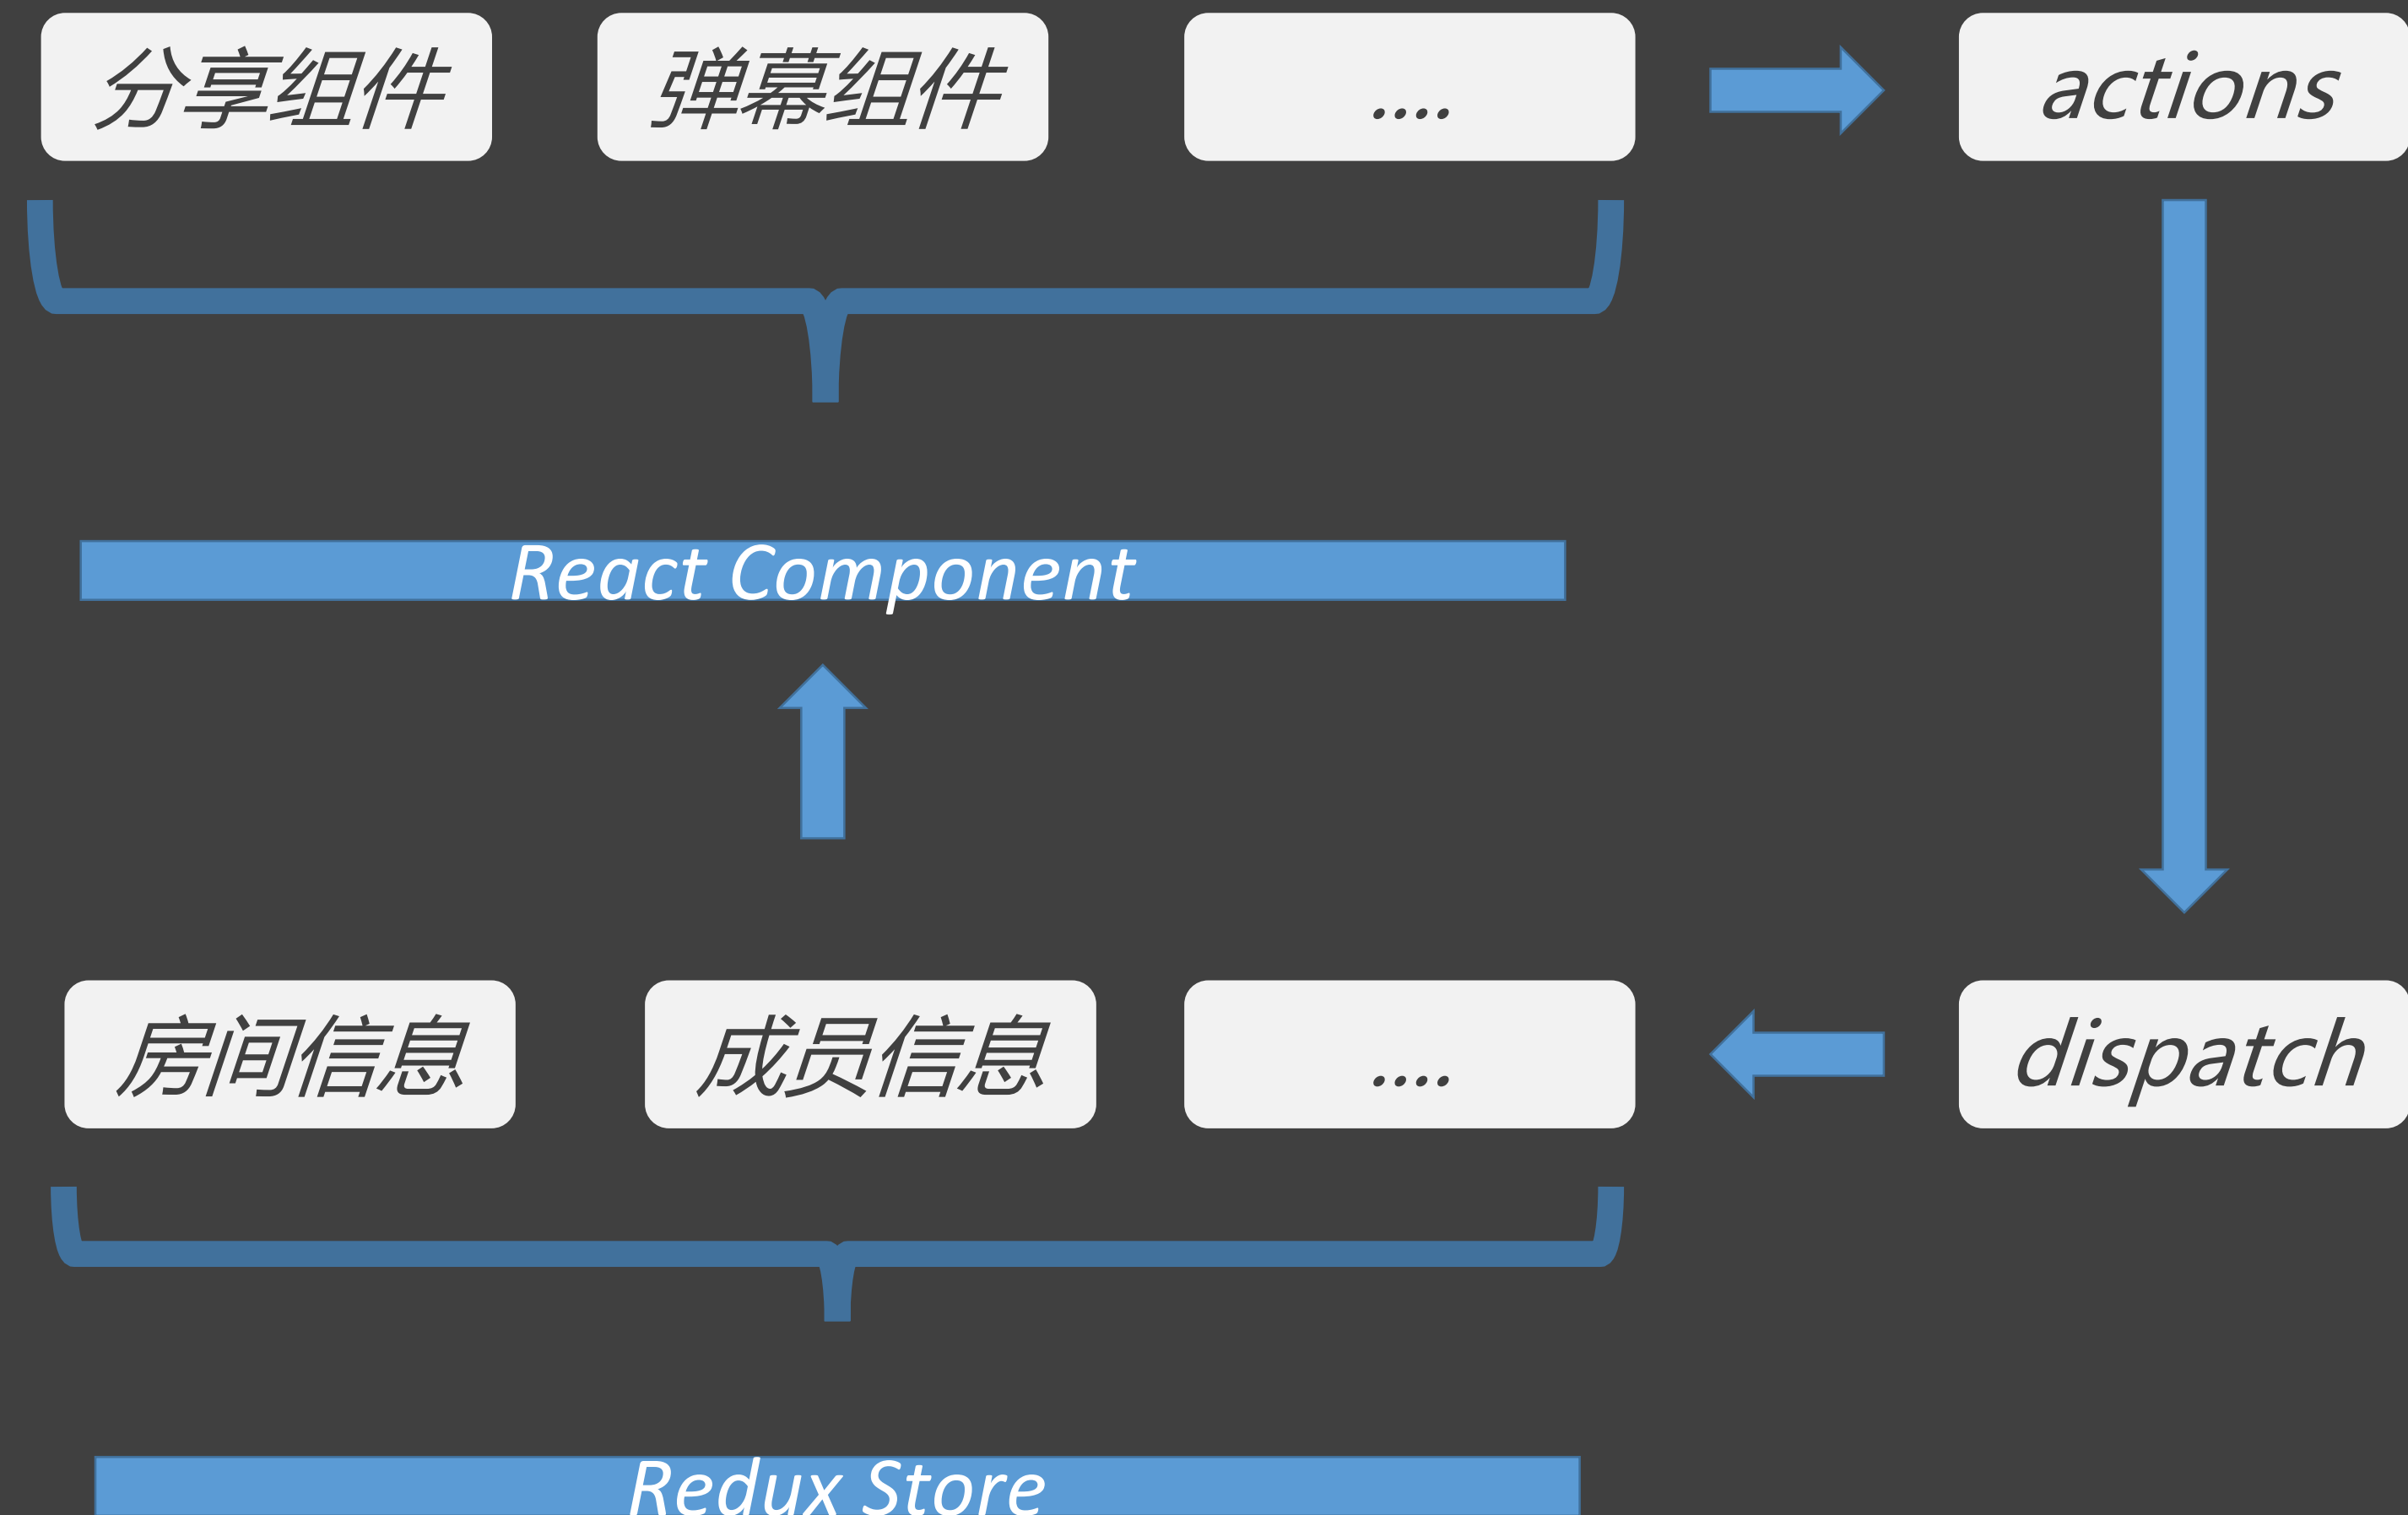 分享组件
弹幕组件
....
actions
React Component
房间信息
成员信息
....
dispatch
Redux Store